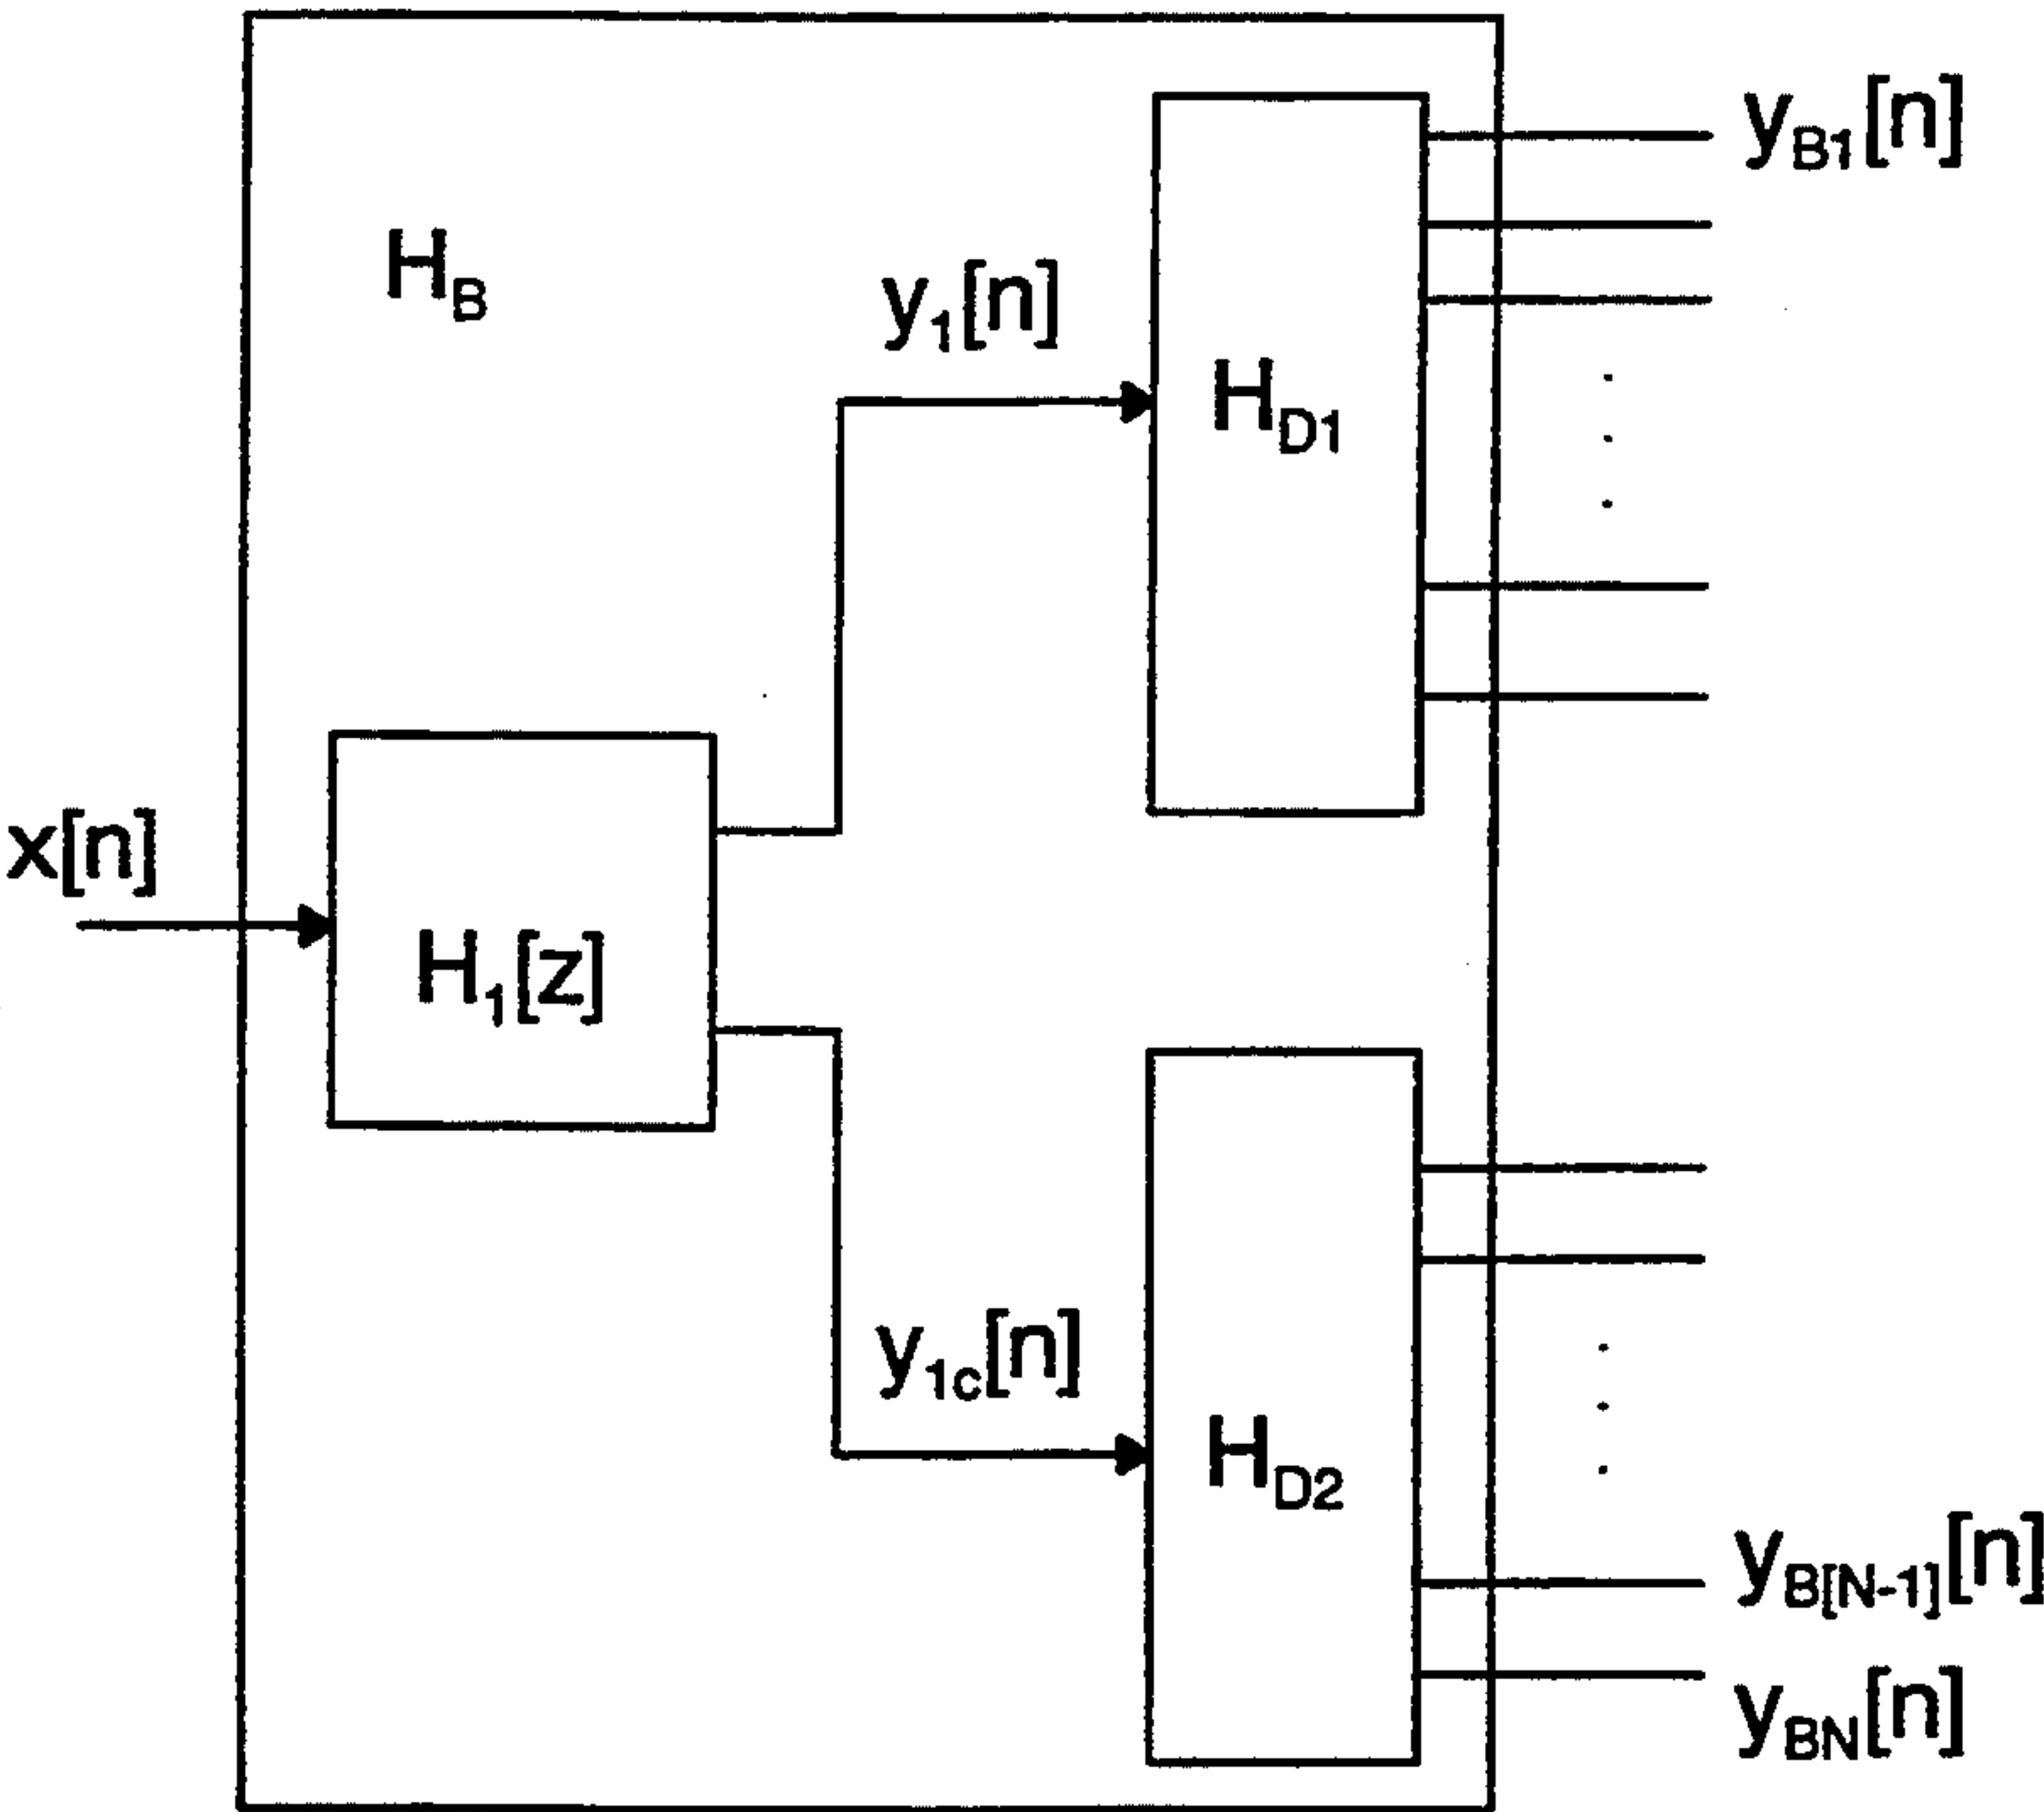 y_B1[n]
H_B
y_1[n]
H_D1
x[n]
H_1[Z]
y_1c[n]
H_D2
y_B[N-1][n]
y_BN[n]